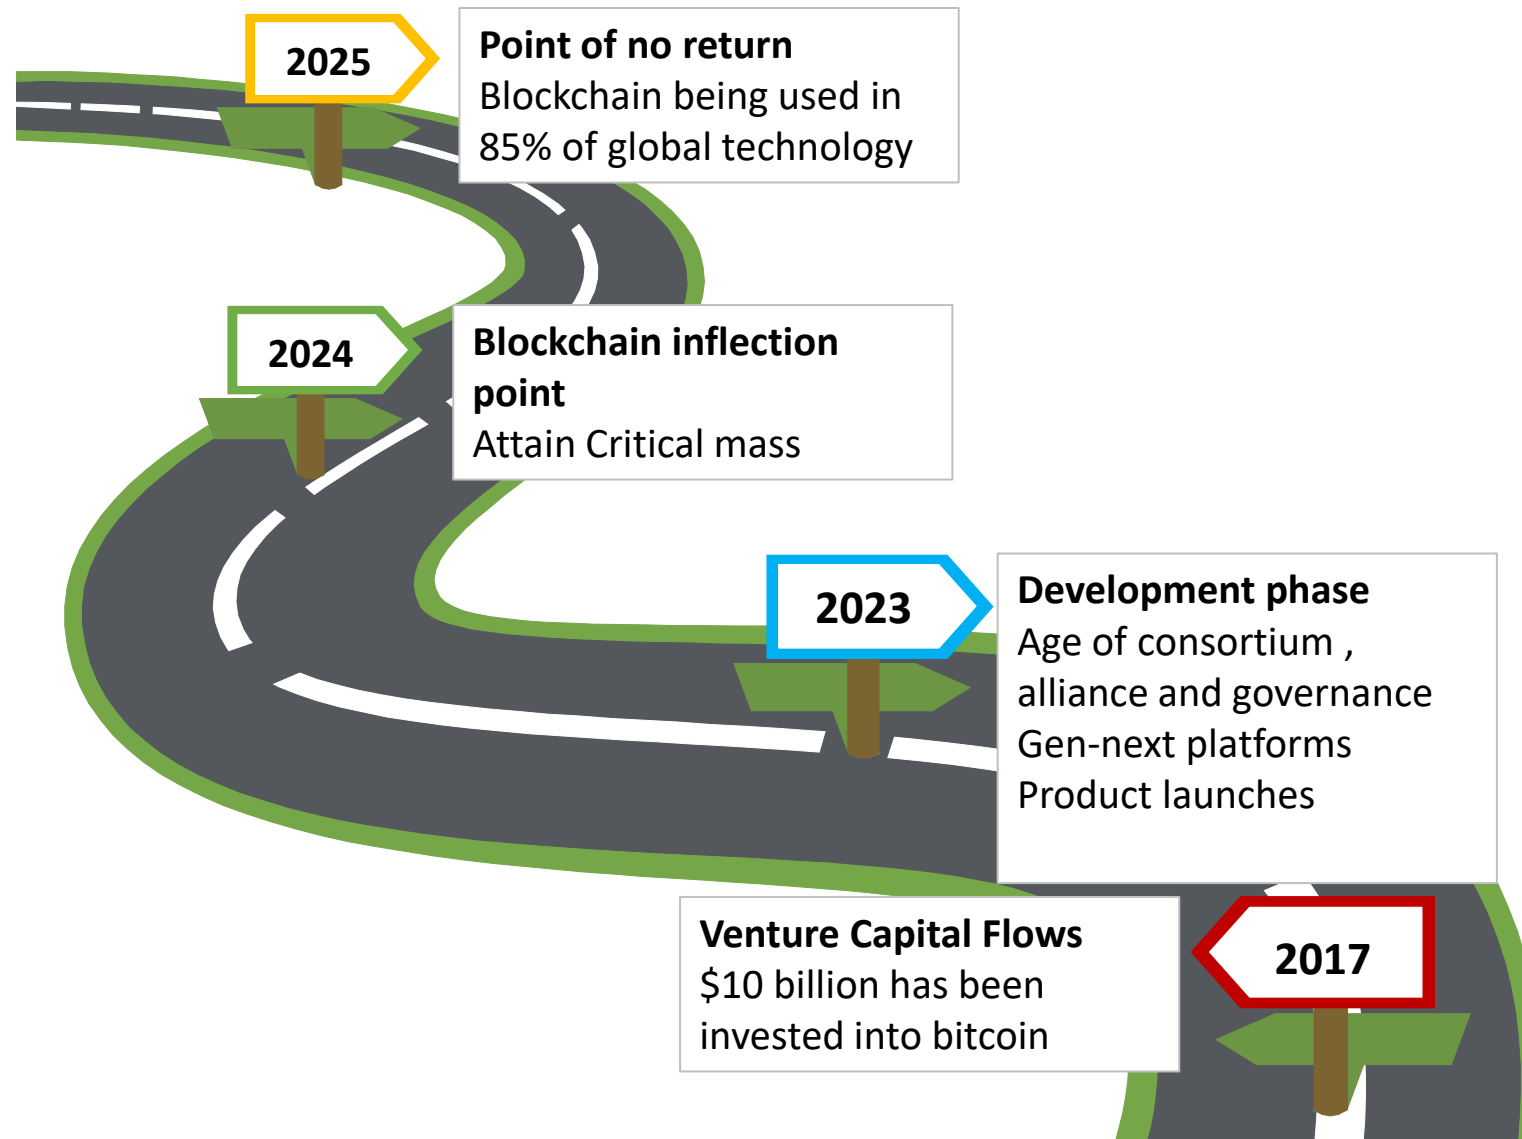 2025
Point of no return
Blockchain being used in
85% of global technology
2024
Blockchain inflection
point
Attain Critical mass
2023
Development phase
Age of consortium ,
alliance and governance
Gen-next platforms
Product launches
Venture Capital Flows
$10 billion has been
invested into bitcoin
2017